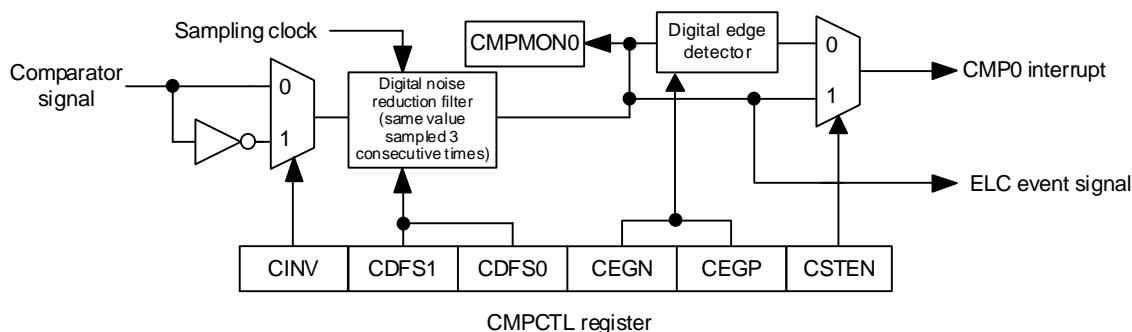 Sampling clock
CMPMON0
Digital edge
detector
0
CMP0 interrupt
Comparator
signal
0
Digital noise
reduction filter
(same value
sampled 3
consecutive times)
1
1
ELC event signal
CINV
CDFS1
CDFS0
CEGN
CEGP
CSTEN
CMPCTL register